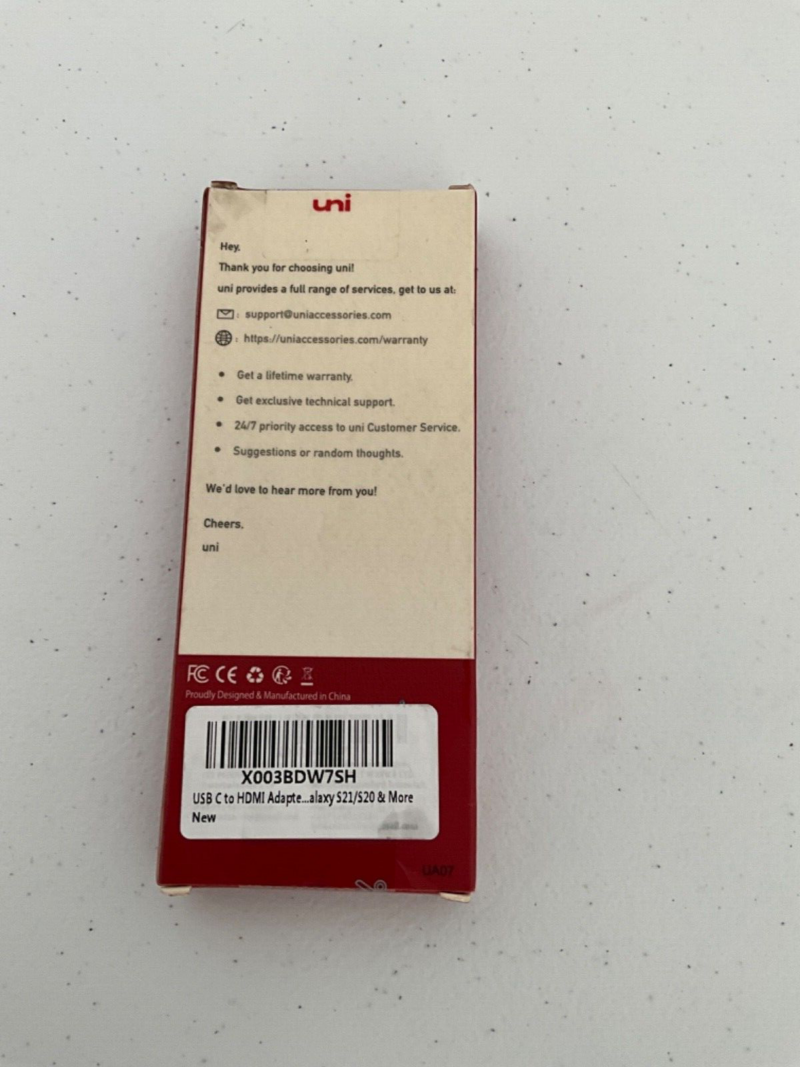 uni
Hey,
Thank you for choosing uni!
uni provides a full range of services, get to us at:
: support@uniaccessories.com
: https://uniaccessories.com/warranty
• Get a lifetime warranty.
• Get exclusive technical support.
• 24/7 priority access to uni Customer Service.
• Suggestions or random thoughts.
We'd love to hear more from you!
Cheers,
uni
FC CE
Proudly Designed & Manufactured in China
X003BDW7SH
USB C to HDMI Adapte...alaxy S21/S20 & More
New
UA07